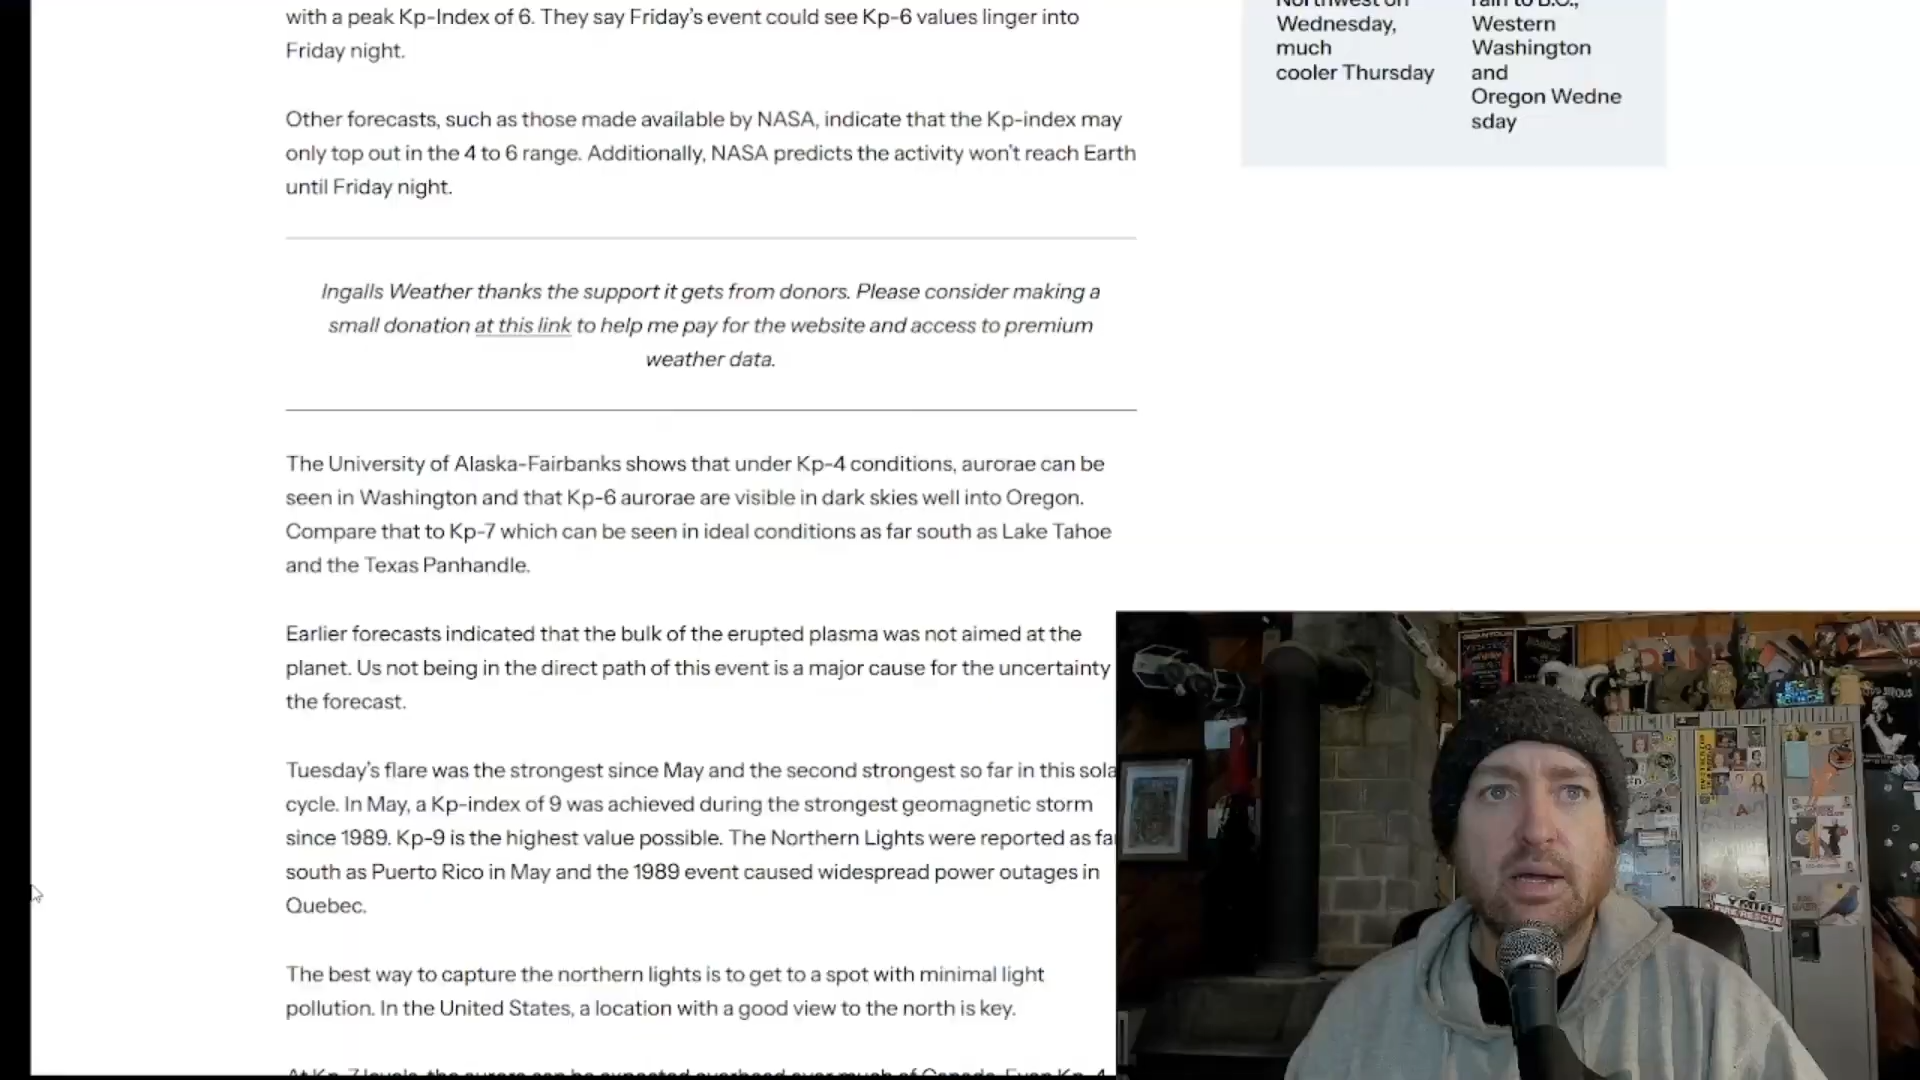 with a peak Kp-Index of 6. They say Friday's event could see Kp-6 values linger into
Friday night.
Other forecasts, such as those made available by NASA, indicate that the Kp-index may
only top out in the 4 to 6 range. Additionally, NASA predicts the activity won't reach Earth
until Friday night.
Ingalls Weather thanks the support it gets from donors. Please consider making a
small donation at this link to help me pay for the website and access to premium
weather data.
The University of Alaska-Fairbanks shows that under Kp-4 conditions, aurorae can be
seen in Washington and that Kp-6 aurorae are visible in dark skies well into Oregon.
Compare that to Kp-7 which can be seen in ideal conditions as far south as Lake Tahoe
and the Texas Panhandle.
Earlier forecasts indicated that the bulk of the erupted plasma was not aimed at the
planet. Us not being in the direct path of this event is a major cause for the uncertainty
the forecast.
Tuesday's flare was the strongest since May and the second strongest so far in this sola
cycle. In May, a Kp-index of 9 was achieved during the strongest geomagnetic storm
since 1989. Kp-9 is the highest value possible. The Northern Lights were reported as far
south as Puerto Rico in May and the 1989 event caused widespread power outages in
Quebec.
The best way to capture the northern lights is to get to a spot with minimal light
pollution. In the United States, a location with a good view to the north is key.
Northwest on
Wednesday,
much
cooler Thursday
rain to B.C.,
Western
Washington
and
Oregon Wedne
sday
FIRE RESCUE